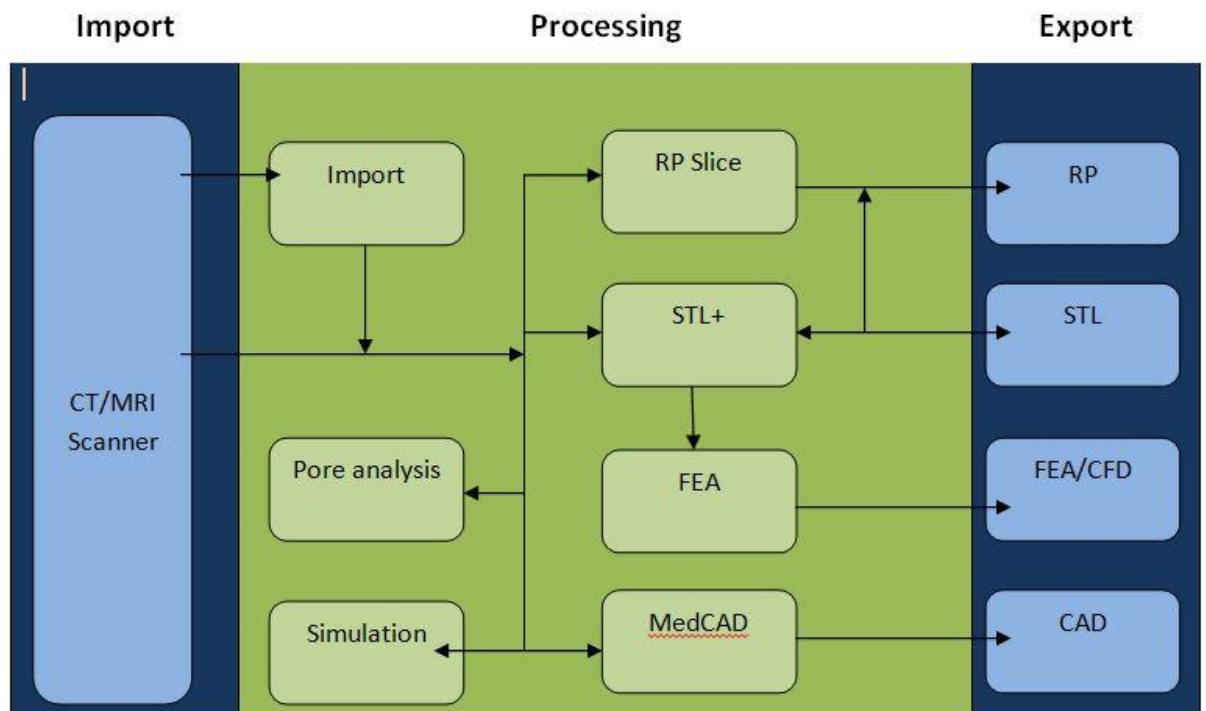 Import
Processing
Export
CT/MRI
Scanner
Import
Pore analysis
Simulation
RP Slice
STL+
FEA
MedCAD
RP
STL
FEA/CFD
CAD